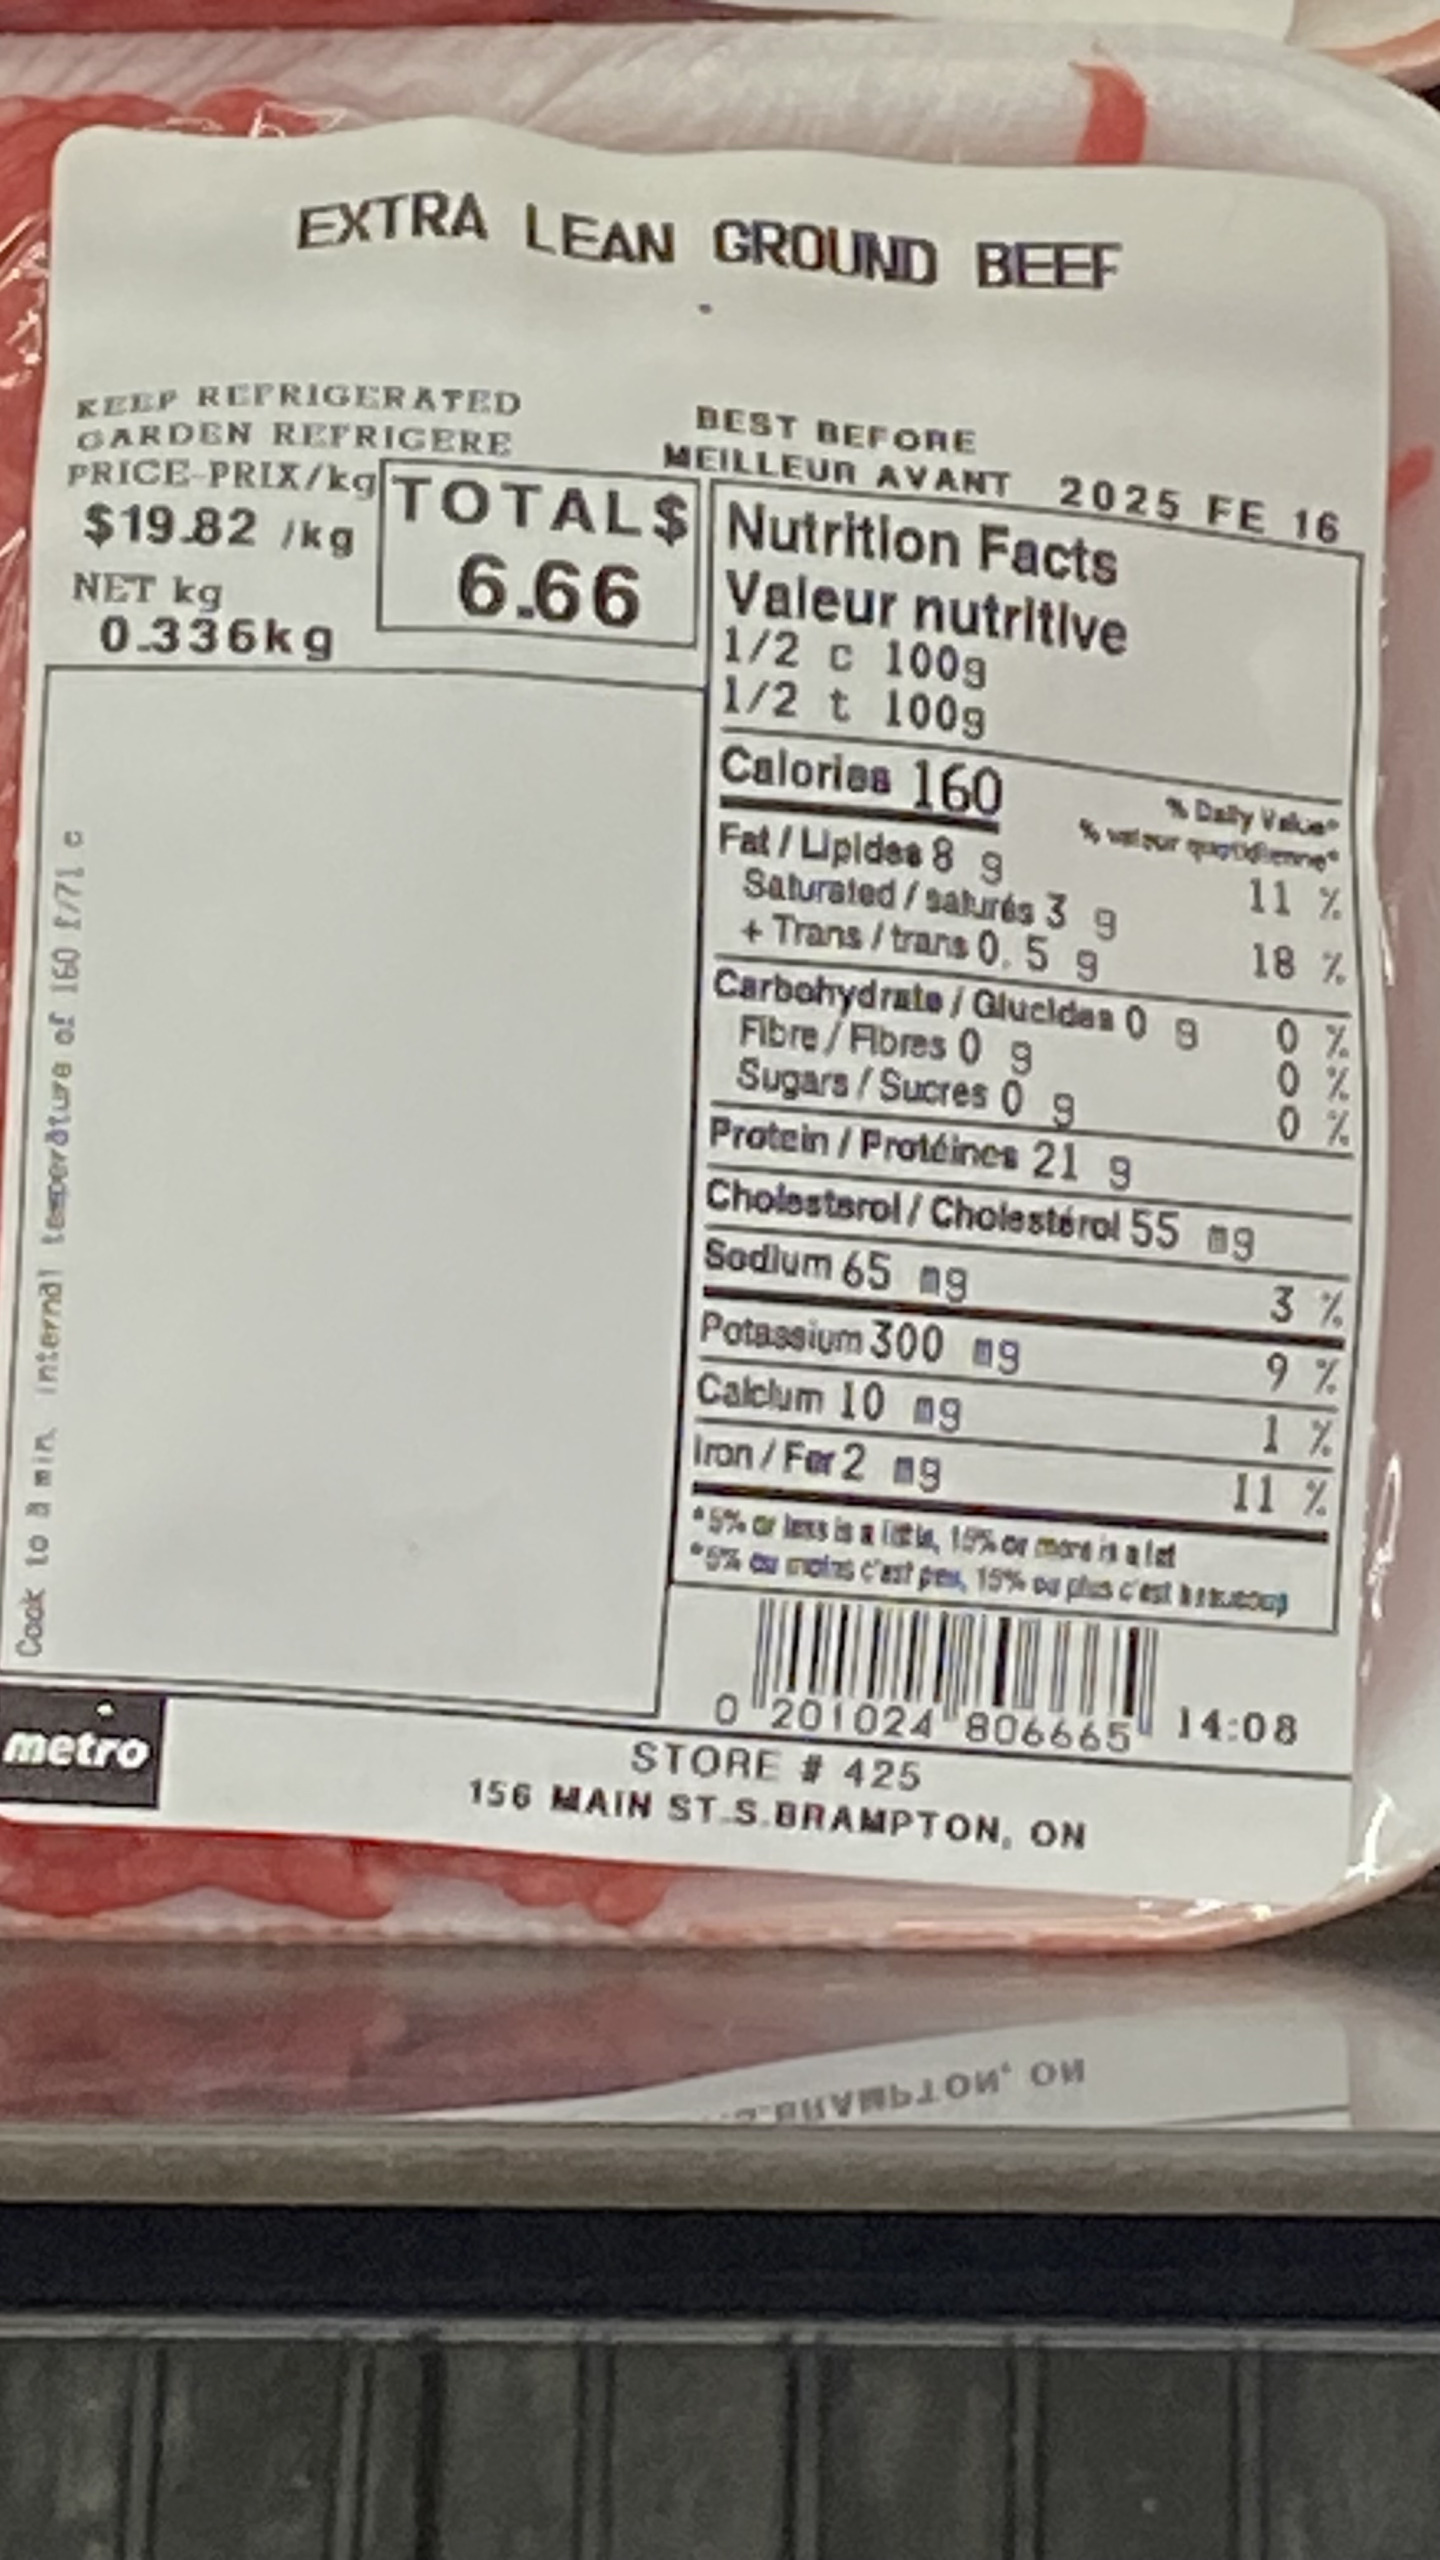 EXTRA LEAN GROUND BEEF
KEEP REFRIGERATED
GARDEN REFRIGERE
BEST BEFORE
MEILLEUR AVANT 2025 FE 16
PRICE-PRIX/kg
$19.82 /kg
NET kg
0.336kg
TOTAL$
6.66
Nutrition Facts
Valeur nutritive
1/2 c 100g
1/2 t 100g
Calories 160
% Daily Value*
% valeur quotidienne*
Fat / Lipides 8 g 11 %
Saturated / saturés 3 g
+ Trans / trans 0.5 g 18 %
Carbohydrate / Glucides 0 g 0 %
Fibre / Fibres 0 g 0 %
Sugars / Sucres 0 g 0 %
Protein / Protéines 21 g
Cholesterol / Cholestérol 55 mg
Sodium 65 mg 3 %
Potassium 300 mg 9 %
Calcium 10 mg 1 %
Iron / Fer 2 mg 11 %
*5% or less is a little, 15% or more is a lot
*5% ou moins c'est peu, 15% ou plus c'est beaucoup
Cook to a min. internal temperature of 160 f/71 c
0 201024 806665 14:08
metro
STORE # 425
156 MAIN ST.S.BRAMPTON, ON
.S.BRAMPTON, ON